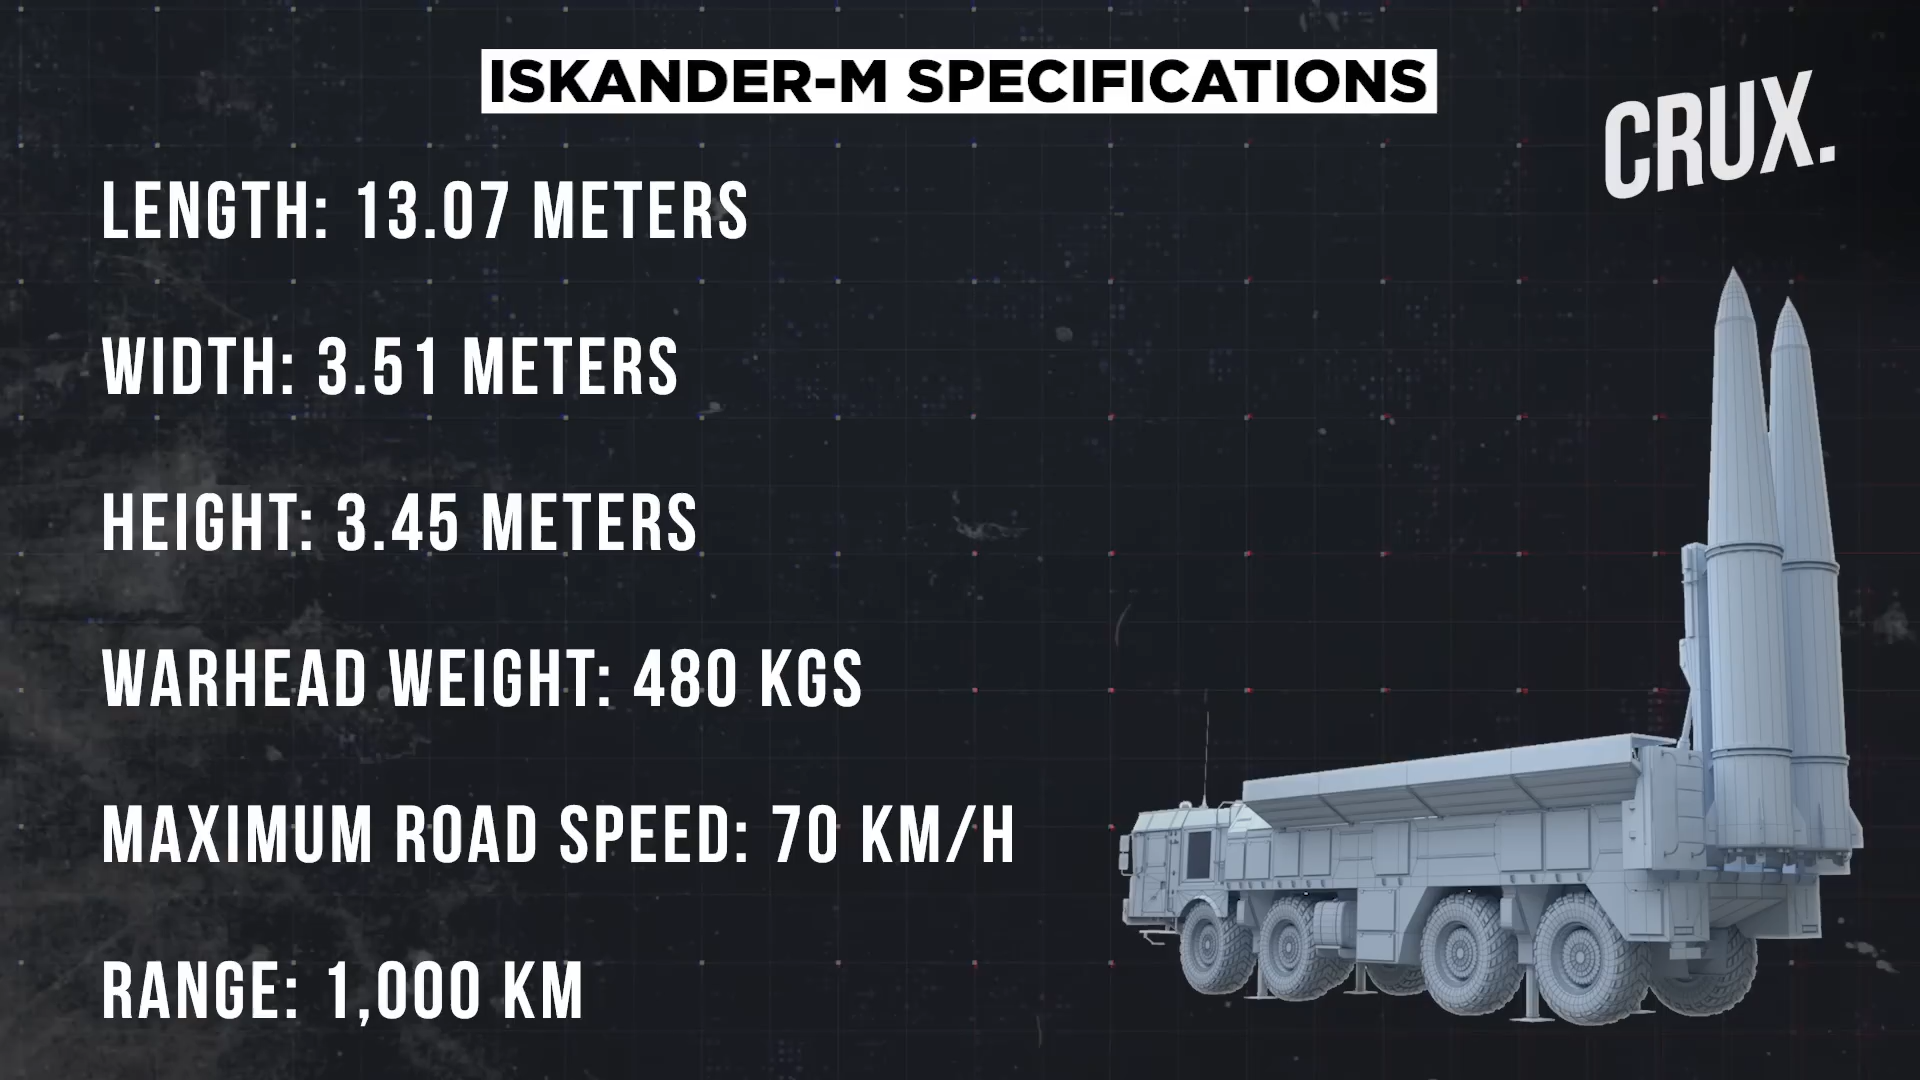 ISKANDER-M SPECIFICATIONS
CRUX.
LENGTH: 13.07 METERS
WIDTH: 3.51 METERS
HEIGHT: 3.45 METERS
WARHEAD WEIGHT: 480 KGS
MAXIMUM ROAD SPEED: 70 KM/H
RANGE: 1,000 KM